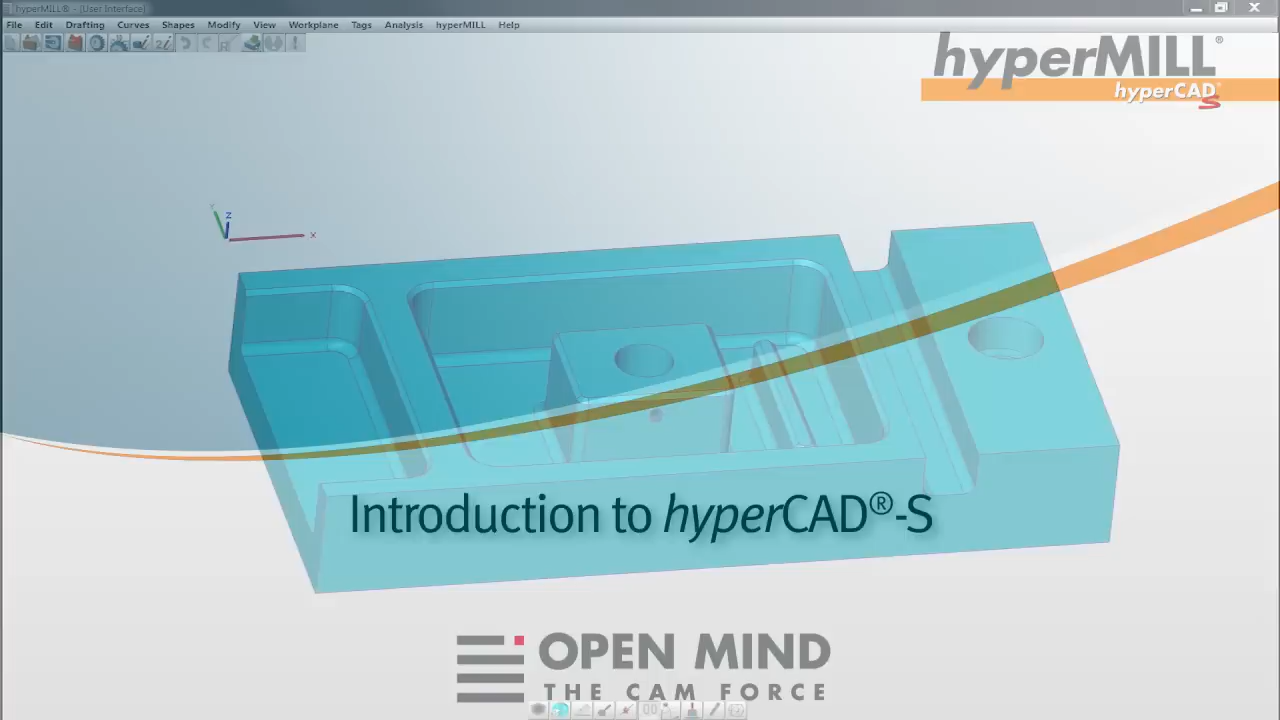 hyperMILL® - [User Interface]
File Edit Drafting Curves Shapes Modify View Workplane Tags Analysis hyperMILL Help
hyperMILL®
hyperCAD®
S
Y
Z
X
Introduction to hyperCAD®-S
OPEN MIND
THE CAM FORCE